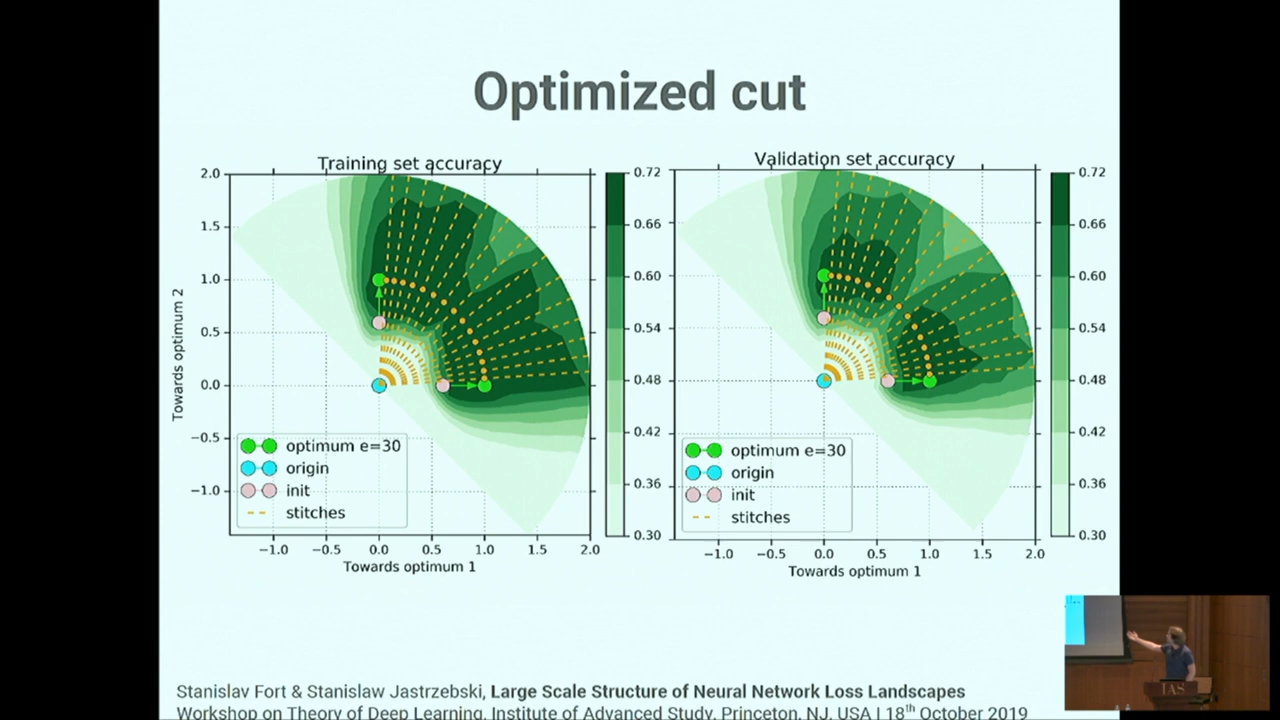 Optimized cut
Training set accuracy
2.0
1.5
1.0
0.5
0.0
−0.5
−1.0
Towards optimum 2
−1.0 −0.5 0.0 0.5 1.0 1.5 2.0
Towards optimum 1
optimum e=30
origin
init
stitches
0.72
0.66
0.60
0.54
0.48
0.42
0.36
0.30
Validation set accuracy
−1.0 −0.5 0.0 0.5 1.0 1.5 2.0
Towards optimum 1
optimum e=30
origin
init
stitches
0.72
0.66
0.60
0.54
0.48
0.42
0.36
0.30
Stanislav Fort & Stanislaw Jastrzebski, Large Scale Structure of Neural Network Loss Landscapes
Workshop on Theory of Deep Learning, Institute of Advanced Study, Princeton, NJ, USA | 18th October 2019
IAS